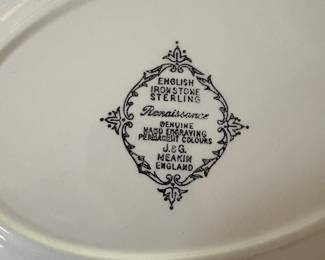 ENGLISH
IRONSTONE
STERLING
Renaissance
GENUINE
HAND ENGRAVING
PERMANENT COLOURS
J.&G.
MEAKIN
ENGLAND